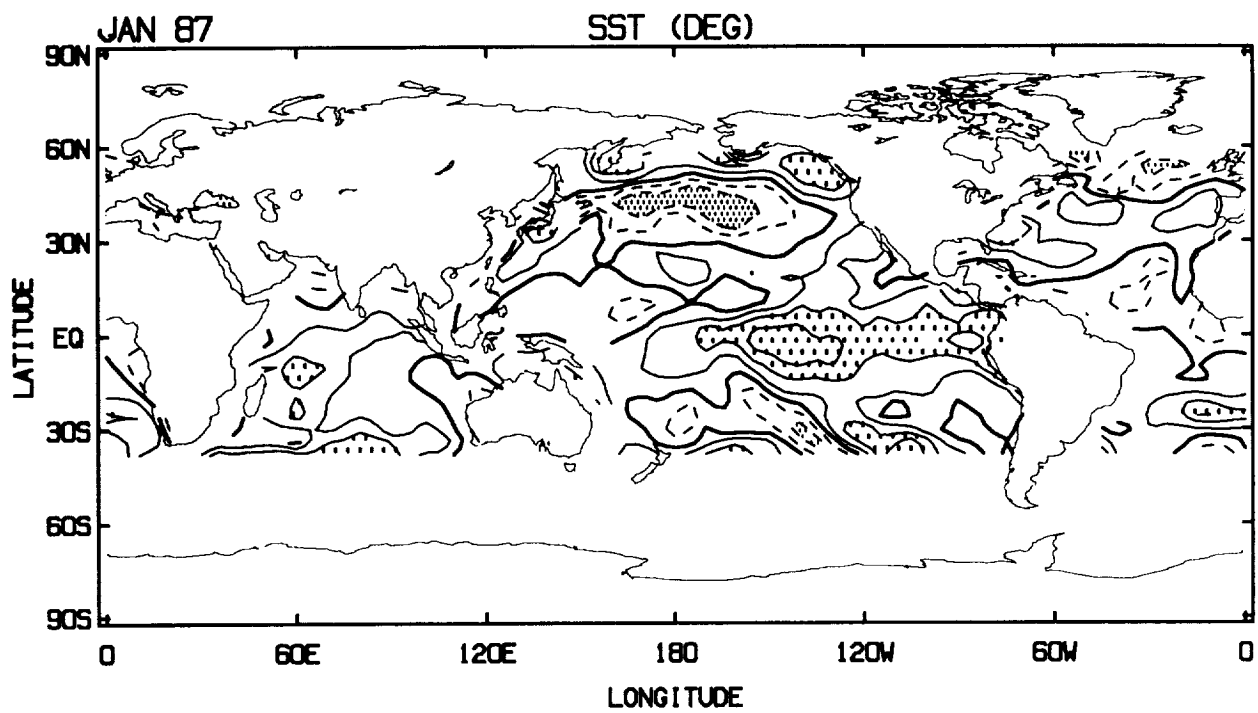 JAN 87 SST (DEG)
90N
60N
30N
EQ
30S
60S
90S
LATITUDE
0 60E 120E 180 120W 60W 0
LONGITUDE